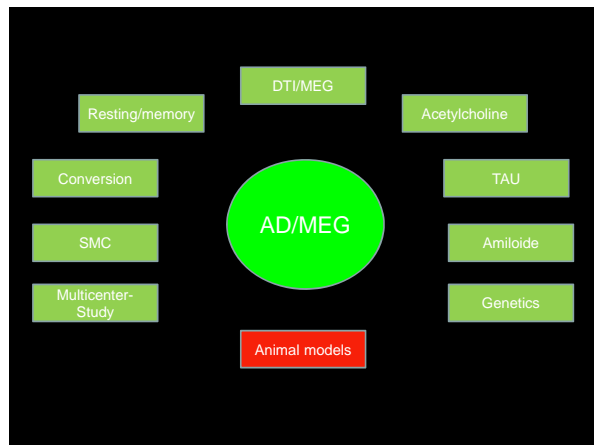 DTI/MEG
Resting/memory
Acetylcholine
Conversion
TAU
AD/MEG
SMC
Amiloide
Multicenter-
Study
Genetics
Animal models